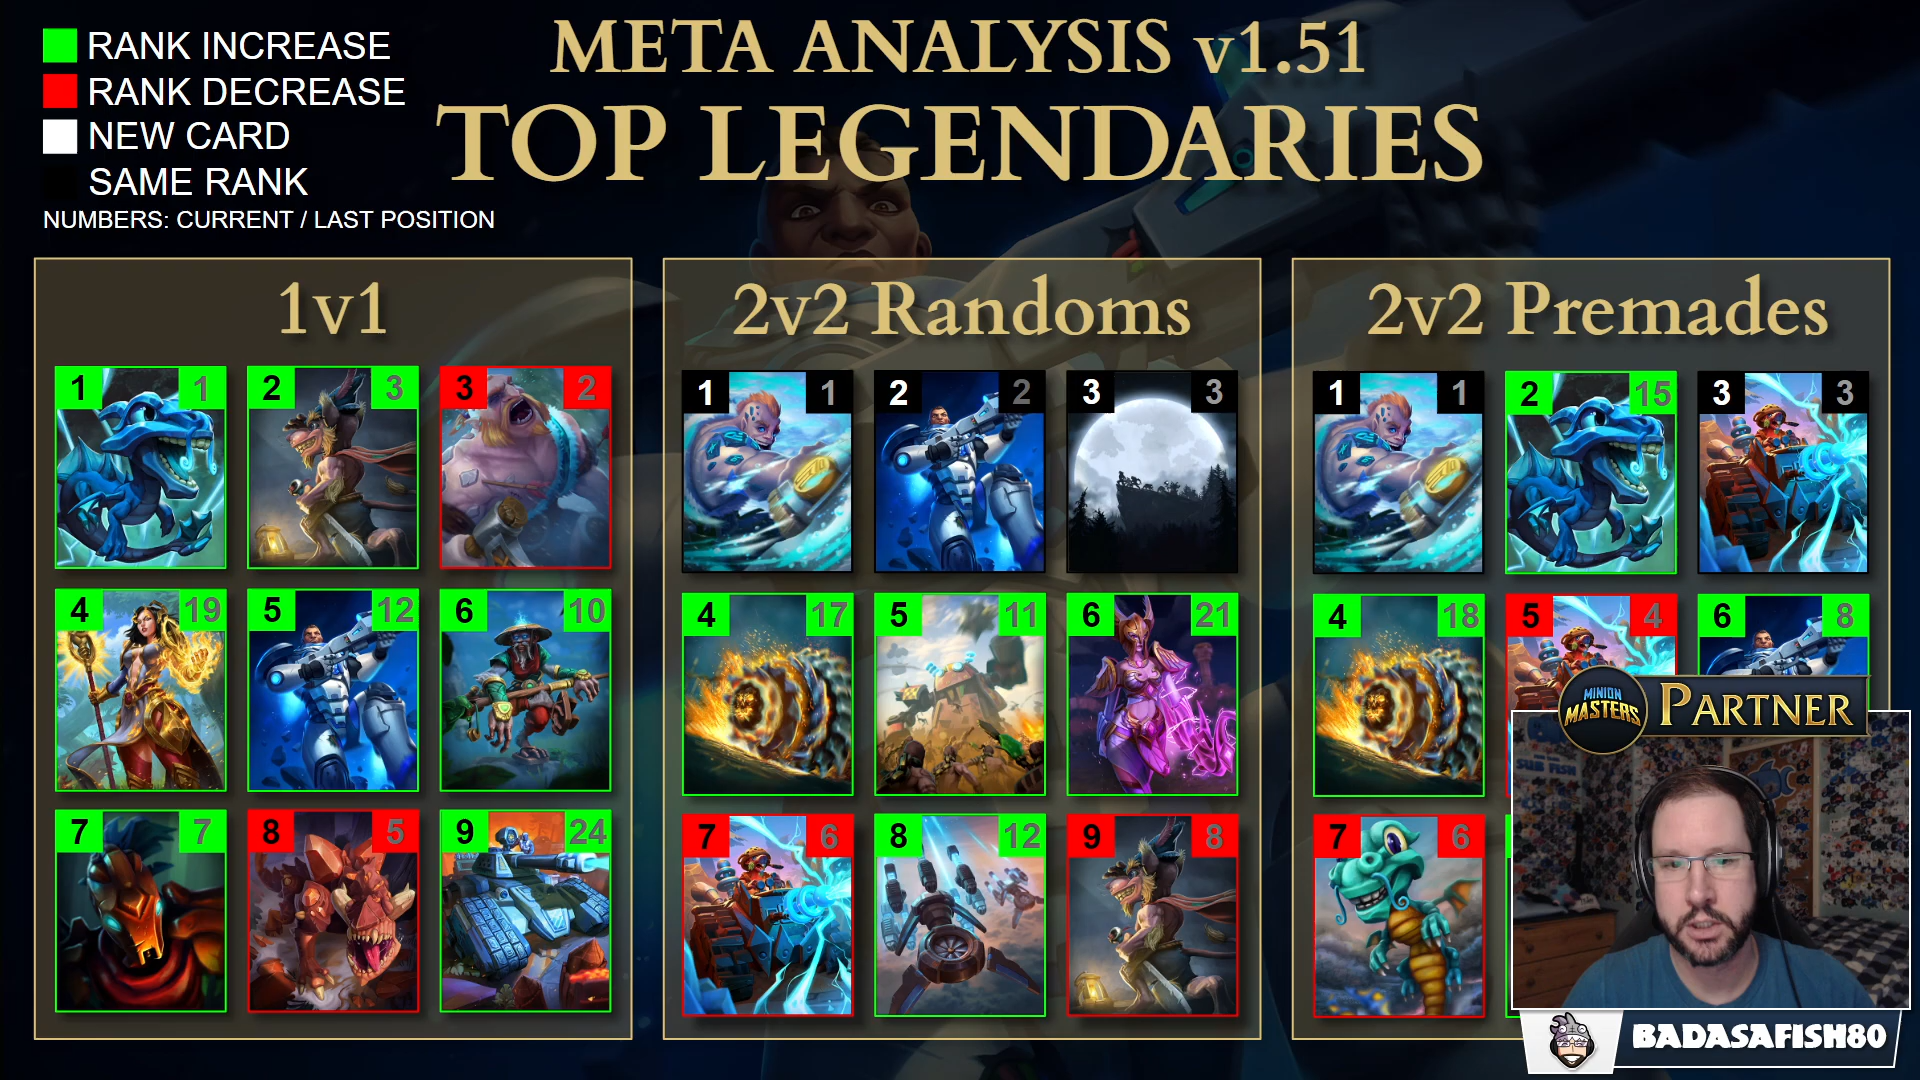 RANK INCREASE
RANK DECREASE
NEW CARD
SAME RANK
NUMBERS: CURRENT / LAST POSITION
META ANALYSIS v1.51
TOP LEGENDARIES
1v1
1 1
2 3
3 2
4 19
5 12
6 10
7 7
8 5
9 24
2v2 Randoms
1 1
2 2
3 3
4 17
5 11
6 21
7 6
8 12
9 8
2v2 Premades
1 1
2 15
3 3
4 18
5 4
6 8
7 6
MINION
MASTERS
PARTNER
SUB FISH
BADASAFISH80